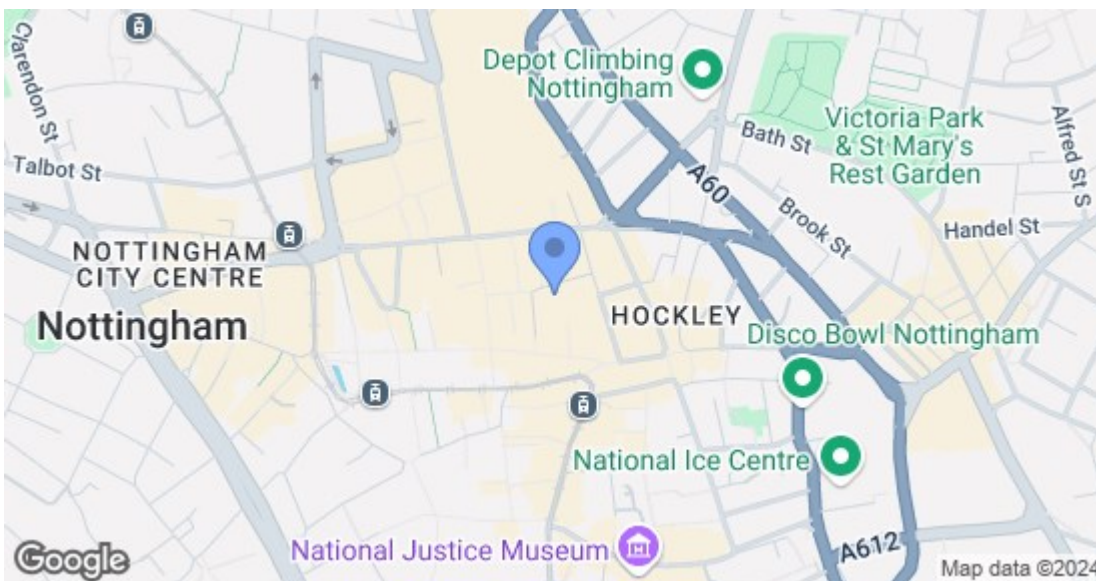 Clarendon St
Talbot St
NOTTINGHAM
CITY CENTRE
Nottingham
Depot Climbing
Nottingham
A60
Bath St
Victoria Park
& St Mary's
Rest Garden
Alfred St S
Brook St
Handel St
HOCKLEY
Disco Bowl Nottingham
National Ice Centre
National Justice Museum
A612
Google
Map data ©2024